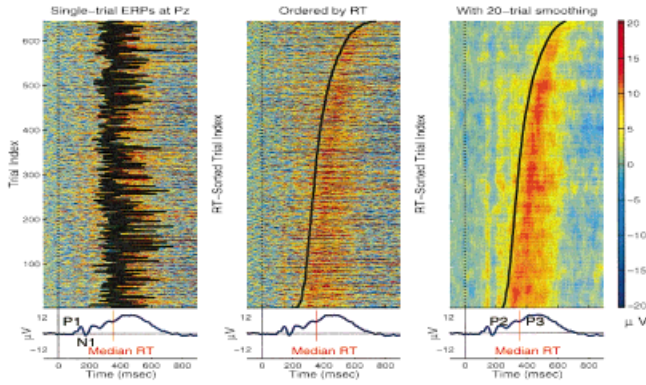 Single-trial ERPs at Pz
Ordered by RT
With 20-trial smoothing
Trial Index
600
500
400
300
200
100
RT-Sorted Trial Index
RT-Sorted Trial Index
20
15
10
5
0
-5
-10
-15
-20
μ V
μV
12
-12
P1
N1
Median RT
0 200 400 600 800
Time (msec)
μV
12
-12
Median RT
0 200 400 600 800
Time (msec)
μV
12
-12
P2
P3
Median RT
0 200 400 600 800
Time (msec)